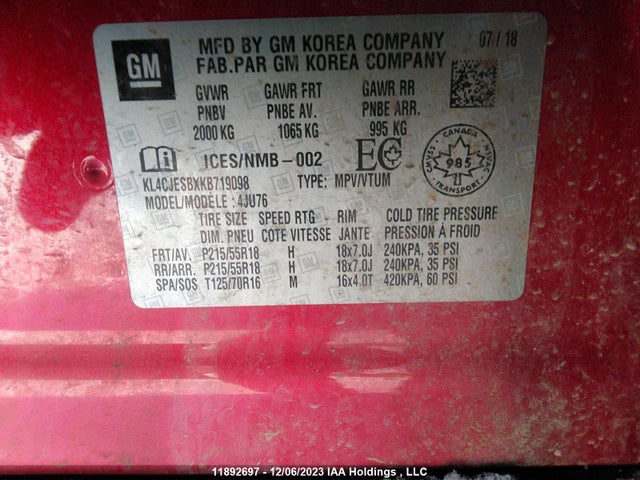 GM
MFD BY GM KOREA COMPANY 07/18
FAB.PAR GM KOREA COMPANY
GVWR GAWR FRT GAWR RR
PNBV PNBE AV. PNBE ARR.
2000 KG 1065 KG 995 KG
ICES/NMB-002 EC
CANADA
CMVSS NSVAC
985
TRANSPORT
KL4CJESBXKB719098 TYPE: MPV/VTUM
MODEL/MODÈLE: 4JU76
TIRE SIZE SPEED RTG RIM COLD TIRE PRESSURE
DIM. PNEU COTE VITESSE JANTE PRESSION À FROID
FRT/AV. P215/55R18 H 18x7.0J 240KPA, 35 PSI
RR/ARR. P215/55R18 H 18x7.0J 240KPA, 35 PSI
SPA/SOS T125/70R16 M 16x4.0T 420KPA, 60 PSI
11892697 - 12/06/2023 IAA Holdings , LLC